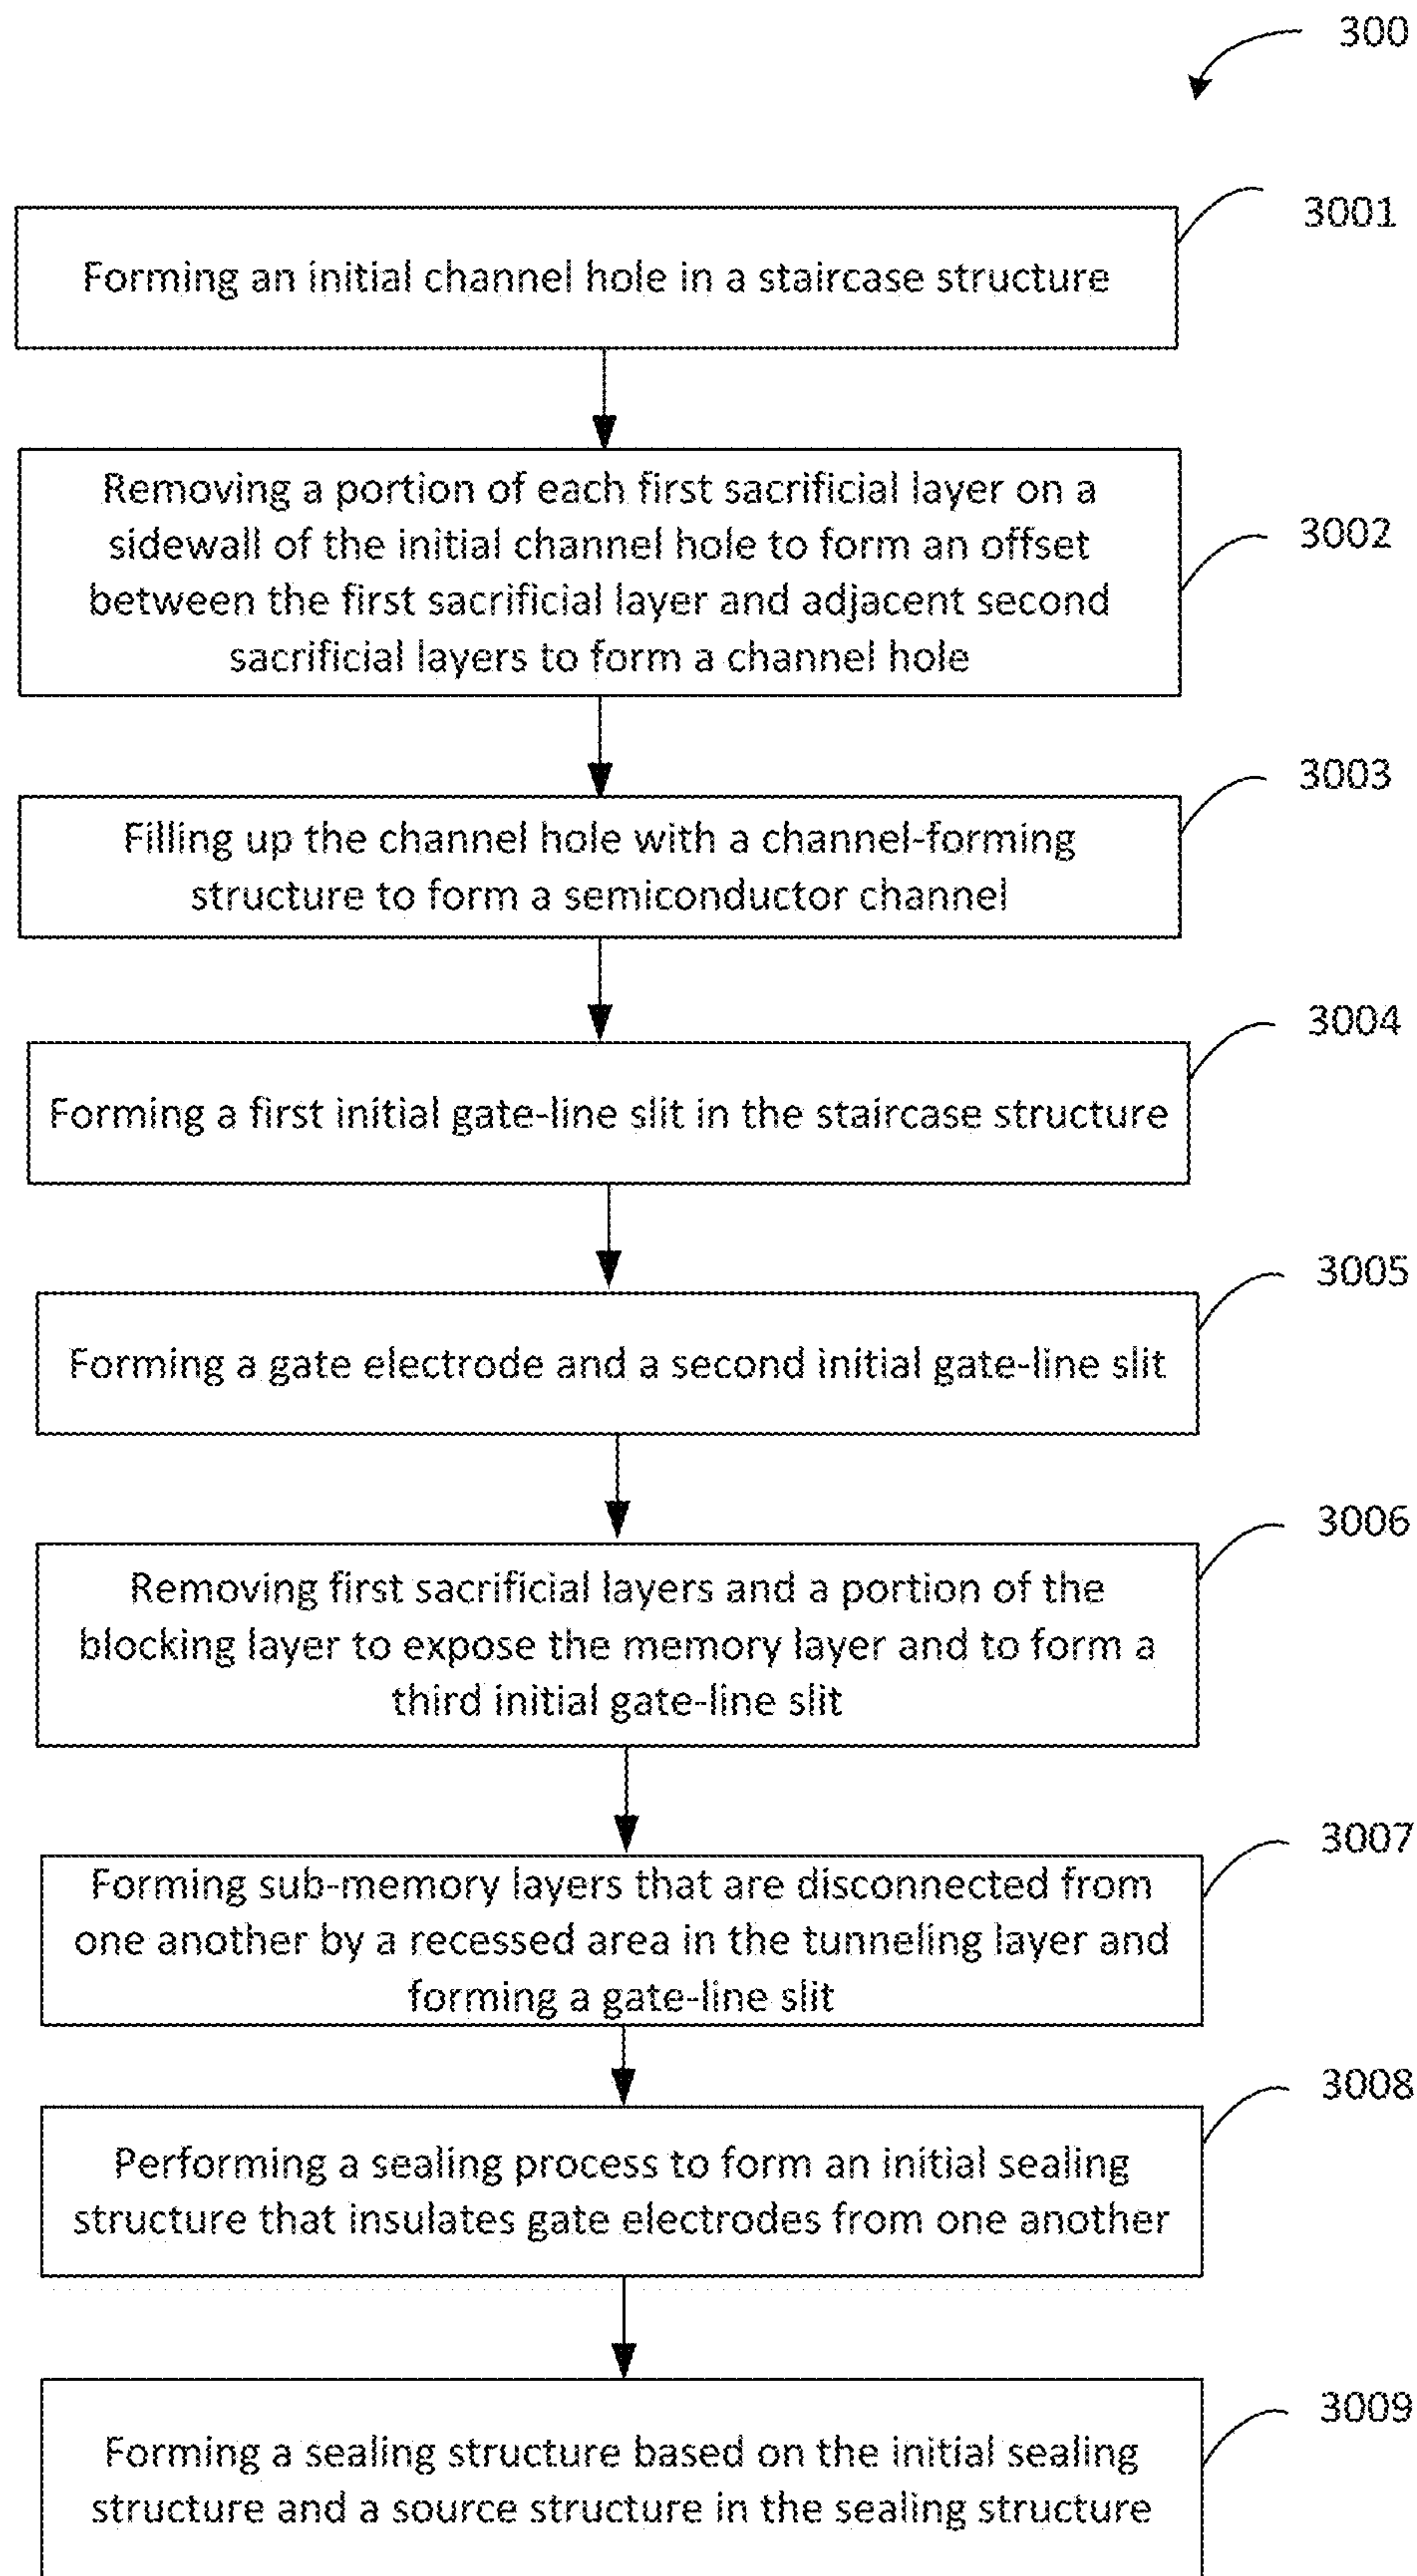 300
3001
Forming an initial channel hole in a staircase structure
Removing a portion of each first sacrificial layer on a
sidewall of the initial channel hole to form an offset
between the first sacrificial layer and adjacent second
sacrificial layers to form a channel hole
3002
3003
Filling up the channel hole with a channel-forming
structure to form a semiconductor channel
3004
Forming a first initial gate-line slit in the staircase structure
3005
Forming a gate electrode and a second initial gate-line slit
3006
Removing first sacrificial layers and a portion of the
blocking layer to expose the memory layer and to form a
third initial gate-line slit
3007
Forming sub-memory layers that are disconnected from
one another by a recessed area in the tunneling layer and
forming a gate-line slit
3008
Performing a sealing process to form an initial sealing
structure that insulates gate electrodes from one another
3009
Forming a sealing structure based on the initial sealing
structure and a source structure in the sealing structure